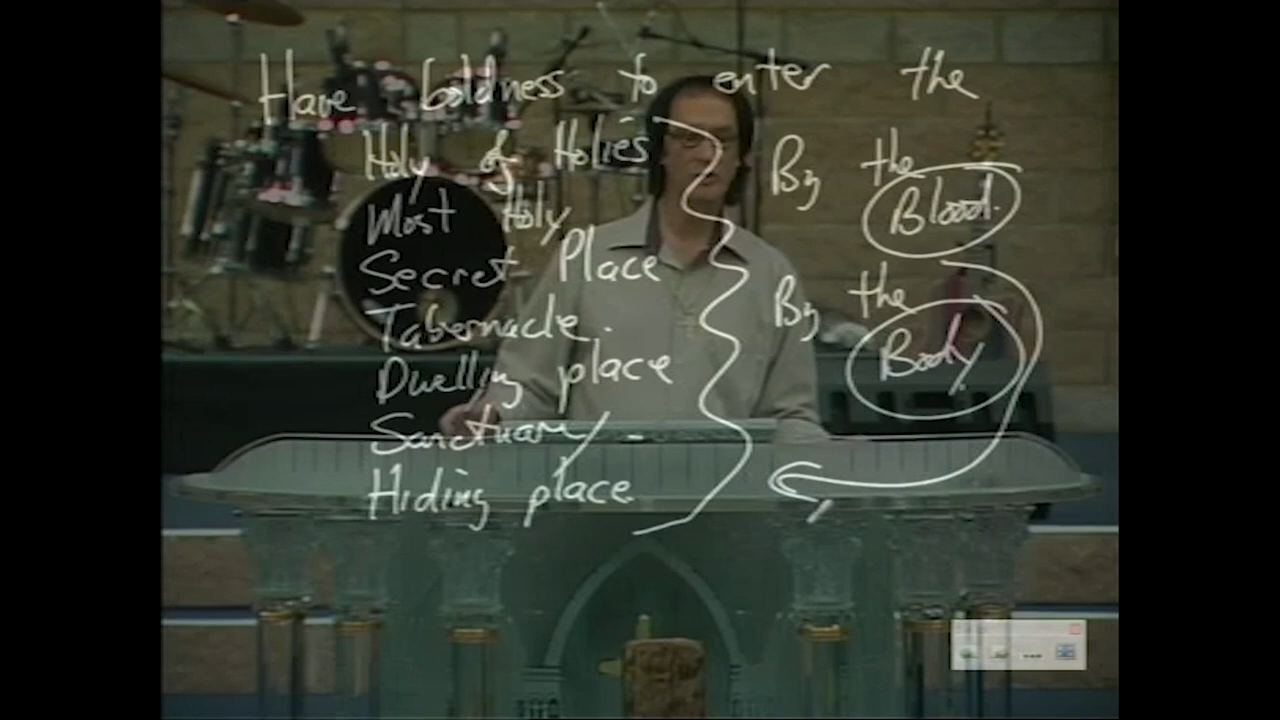 Have boldness to enter the
Holy of Holies
Most Holy
Secret Place
Tabernacle.
Dwelling place
Sanctuary
Hiding place
By the
Blood.
By the
Body.